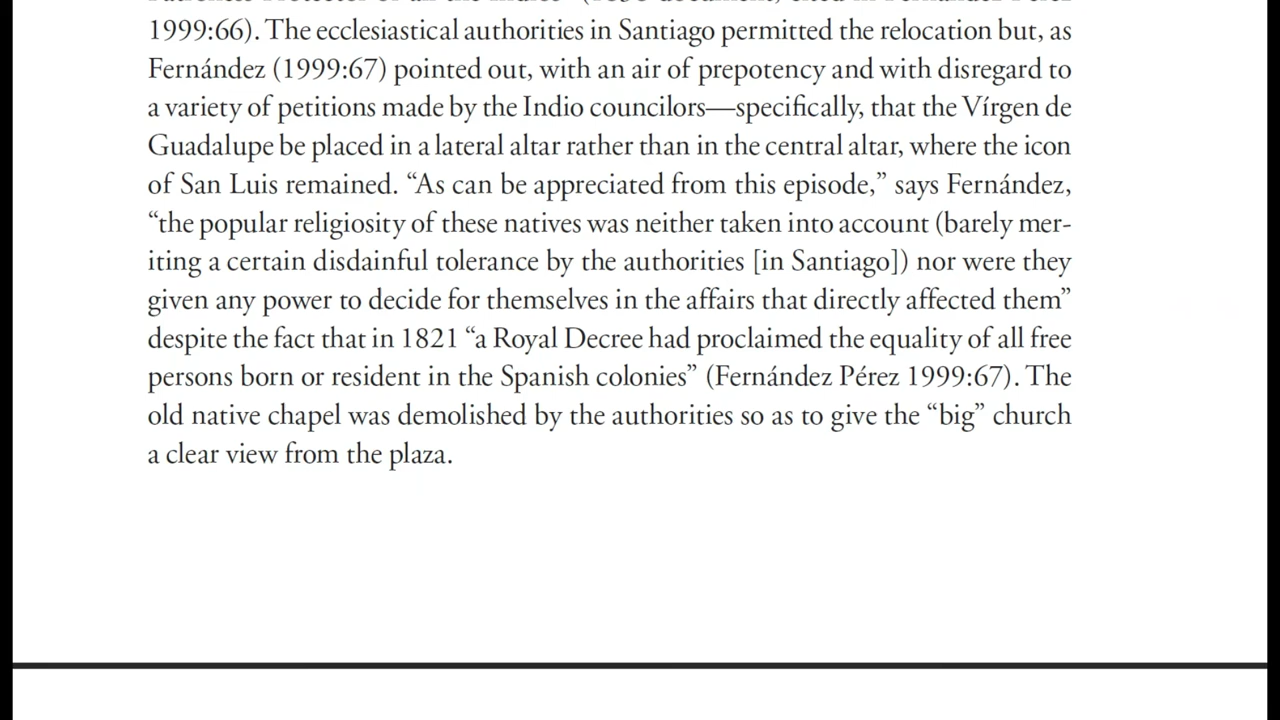 1999:66). The ecclesiastical authorities in Santiago permitted the relocation but, as
Fernández (1999:67) pointed out, with an air of prepotency and with disregard to
a variety of petitions made by the Indio councilors—specifically, that the Vírgen de
Guadalupe be placed in a lateral altar rather than in the central altar, where the icon
of San Luis remained. “As can be appreciated from this episode,” says Fernández,
“the popular religiosity of these natives was neither taken into account (barely mer-
iting a certain disdainful tolerance by the authorities [in Santiago]) nor were they
given any power to decide for themselves in the affairs that directly affected them”
despite the fact that in 1821 “a Royal Decree had proclaimed the equality of all free
persons born or resident in the Spanish colonies” (Fernández Pérez 1999:67). The
old native chapel was demolished by the authorities so as to give the “big” church
a clear view from the plaza.